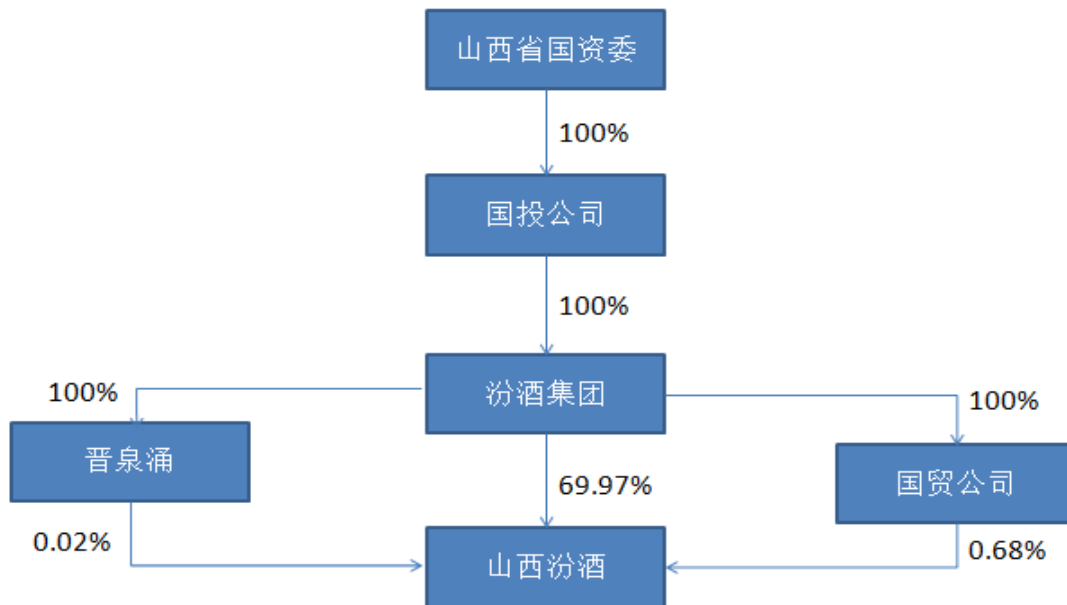 山西省国资委
100%
国投公司
100%
汾酒集团
100%
100%
晋泉涌
69.97%
国贸公司
0.02%
0.68%
山西汾酒